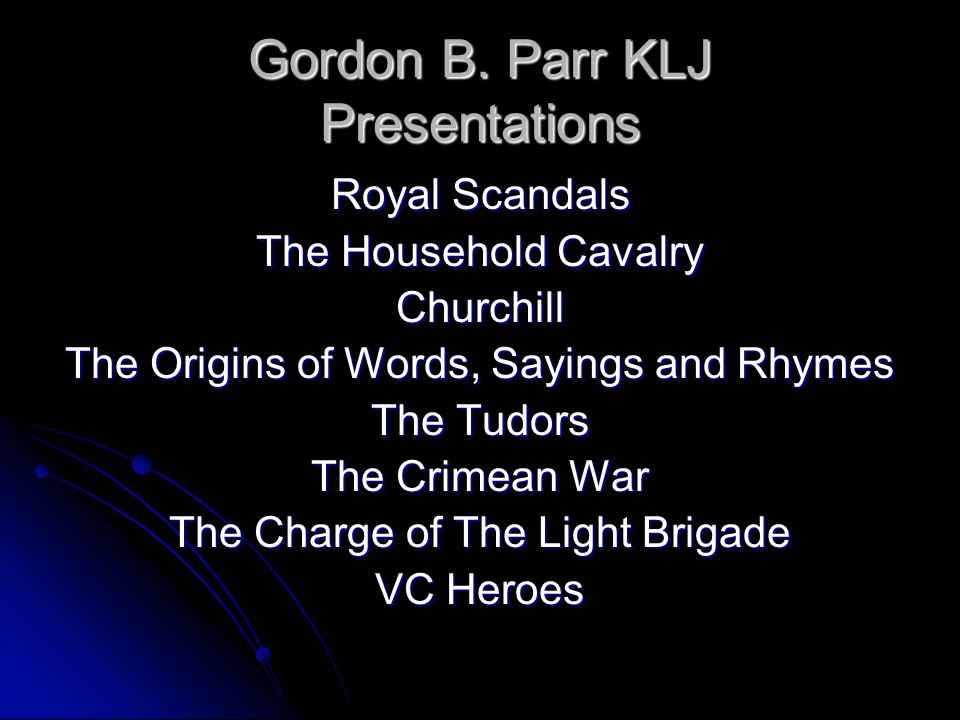 Gordon B. Parr KLJ
Presentations
Royal Scandals
The Household Cavalry
Churchill
The Origins of Words, Sayings and Rhymes
The Tudors
The Crimean War
The Charge of The Light Brigade
VC Heroes